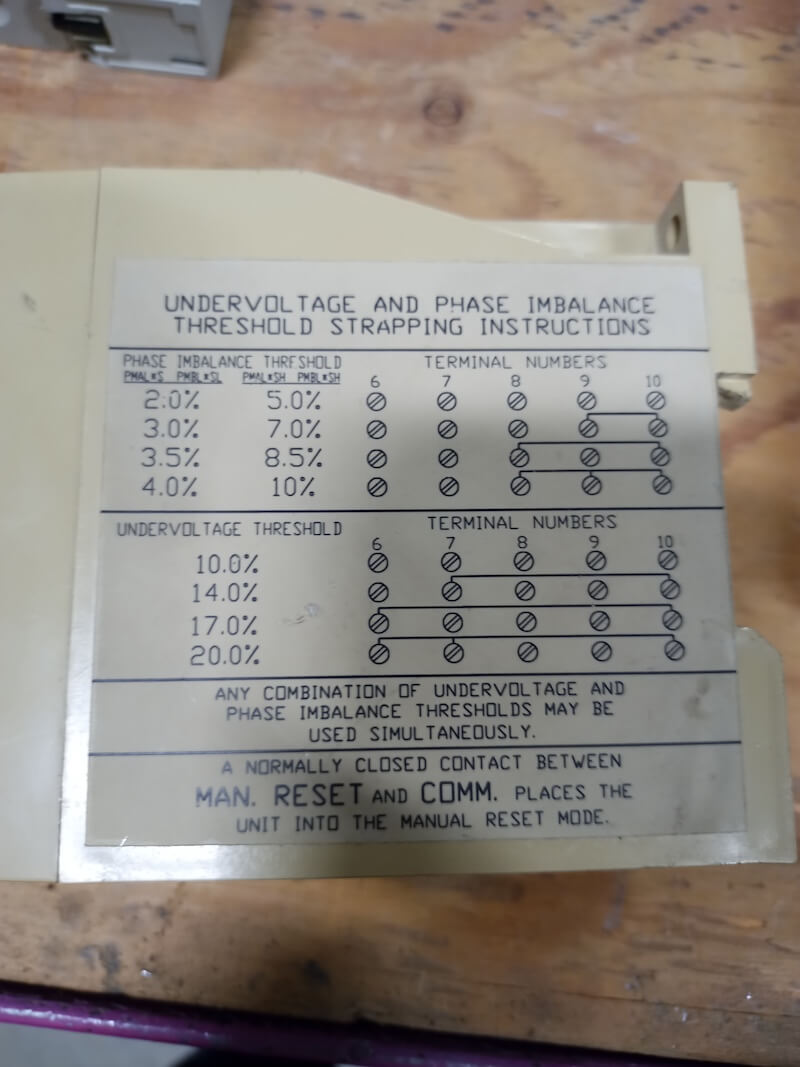 UNDERVOLTAGE AND PHASE IMBALANCE
THRESHOLD STRAPPING INSTRUCTIONS
PHASE IMBALANCE THRESHOLD TERMINAL NUMBERS
PMAL*S PMBL*SL PMAL*SH PMBL*SH 6 7 8 9 10
2.0% 5.0%
3.0% 7.0%
3.5% 8.5%
4.0% 10%
UNDERVOLTAGE THRESHOLD TERMINAL NUMBERS
6 7 8 9 10
10.0%
14.0%
17.0%
20.0%
ANY COMBINATION OF UNDERVOLTAGE AND
PHASE IMBALANCE THRESHOLDS MAY BE
USED SIMULTANEOUSLY.
A NORMALLY CLOSED CONTACT BETWEEN
MAN. RESET AND COMM. PLACES THE
UNIT INTO THE MANUAL RESET MODE.